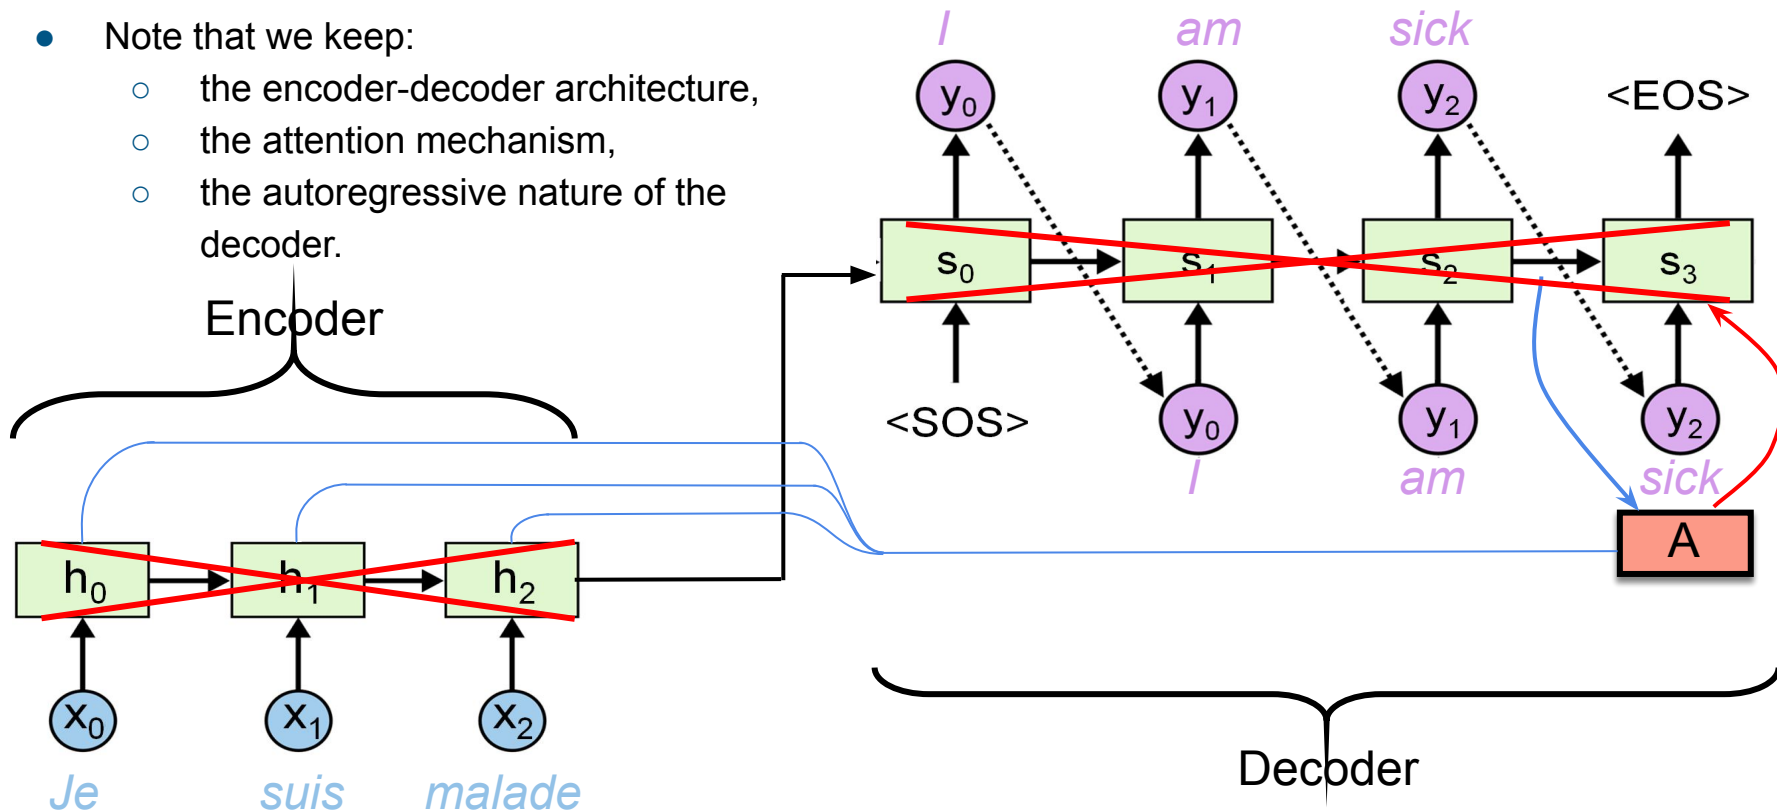 ● Note that we keep:
○ the encoder-decoder architecture,
○ the attention mechanism,
○ the autoregressive nature of the
decoder.
Encoder
I am sick
y0 y1 y2 <EOS>
s0 s1 s2 s3
<SOS> y0 y1 y2
I am sick
A
h0 h1 h2
x0 x1 x2
Je suis malade
Decoder